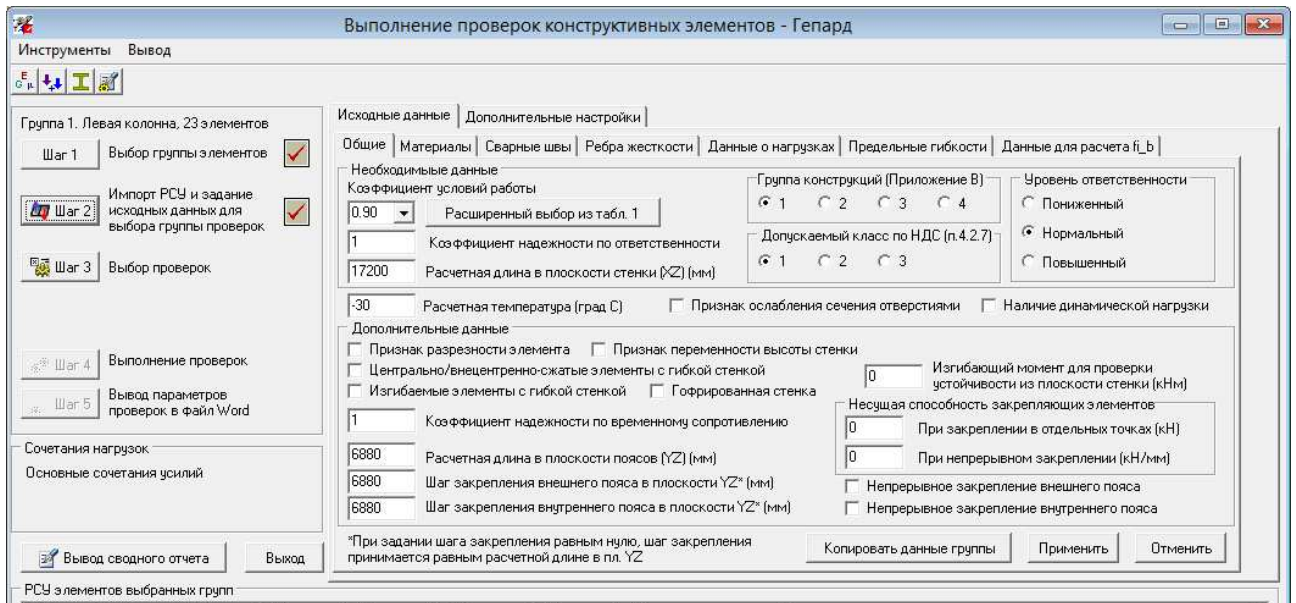 Выполнение проверок конструктивных элементов - Гепард
Инструменты Вывод
E G μ
Группа 1. Левая колонна, 23 элементов
Шаг 1 Выбор группы элементов
Шаг 2 Импорт РСУ и задание
исходных данных для
выбора группы проверок
Шаг 3 Выбор проверок
Шаг 4 Выполнение проверок
Шаг 5 Вывод параметров
проверок в файл Word
Сочетания нагрузок
Основные сочетания усилий
Вывод сводного отчета Выход
Исходные данные Дополнительные настройки
Общие Материалы Сварные швы Ребра жесткости Данные о нагрузках Предельные гибкости Данные для расчета fi_b
Необходимыые данные
Коэффициент условий работы
0.90 Расширенный выбор из табл. 1
1 Коэффициент надежности по ответственности
17200 Расчетная длина в плоскости стенки (XZ) (мм)
Группа конструкций (Приложение В)
1 2 3 4
Допускаемый класс по НДС (п.4.2.7)
1 2 3
Уровень ответственности
Пониженный
Нормальный
Повышенный
-30 Расчетная температура (град С) Признак ослабления сечения отверстиями Наличие динамической нагрузки
Дополнительные данные
Признак разрезности элемента Признак переменности высоты стенки
Центрально/внецентренно-сжатые элементы с гибкой стенкой
Изгибаемые элементы с гибкой стенкой Гофрированная стенка
0 Изгибающий момент для проверки
устойчивости из плоскости стенки (кНм)
1 Коэффициент надежности по временному сопротивлению
6880 Расчетная длина в плоскости поясов (YZ) (мм)
6880 Шаг закрепления внешнего пояса в плоскости YZ* (мм)
6880 Шаг закрепления внутреннего пояса в плоскости YZ* (мм)
Несущая способность закрепляющих элементов
0 При закреплении в отдельных точках (кН)
0 При непрерывном закреплении (кН/мм)
Непрерывное закрепление внешнего пояса
Непрерывное закрепление внутреннего пояса
*При задании шага закрепления равным нулю, шаг закрепления
принимается равным расчетной длине в пл. YZ
Копировать данные группы Применить Отменить
РСУ элементов выбранных групп